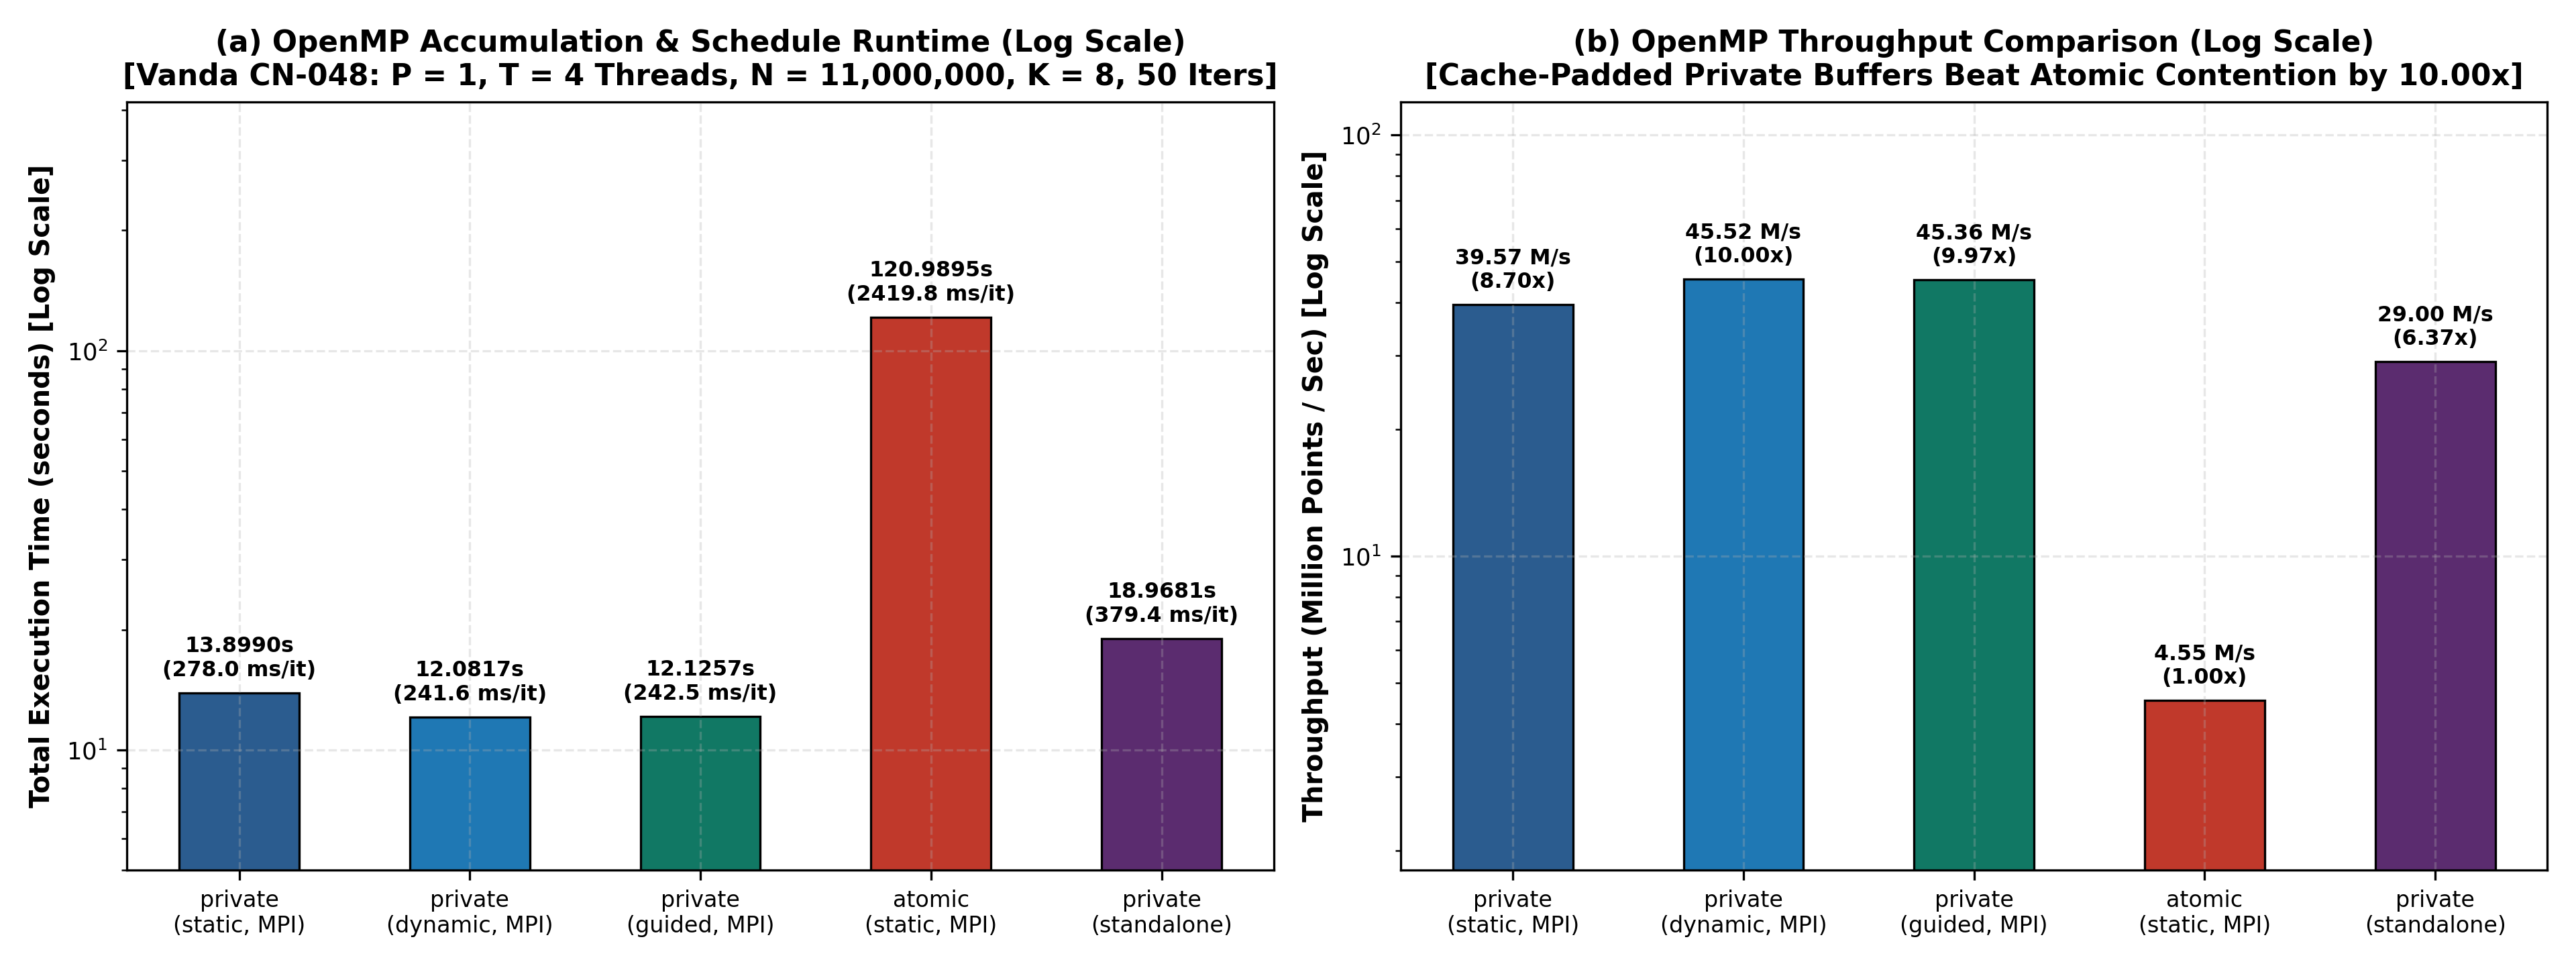 (a) OpenMP Accumulation & Schedule Runtime (Log Scale)
[Vanda CN-048: P = 1, T = 4 Threads, N = 11,000,000, K = 8, 50 Iters]
Total Execution Time (seconds) [Log Scale]
10²
10¹
13.8990s
(278.0 ms/it)
12.0817s
(241.6 ms/it)
12.1257s
(242.5 ms/it)
120.9895s
(2419.8 ms/it)
18.9681s
(379.4 ms/it)
private
(static, MPI)
private
(dynamic, MPI)
private
(guided, MPI)
atomic
(static, MPI)
private
(standalone)
(b) OpenMP Throughput Comparison (Log Scale)
[Cache-Padded Private Buffers Beat Atomic Contention by 10.00x]
Throughput (Million Points / Sec) [Log Scale]
10²
10¹
39.57 M/s
(8.70x)
45.52 M/s
(10.00x)
45.36 M/s
(9.97x)
4.55 M/s
(1.00x)
29.00 M/s
(6.37x)
private
(static, MPI)
private
(dynamic, MPI)
private
(guided, MPI)
atomic
(static, MPI)
private
(standalone)